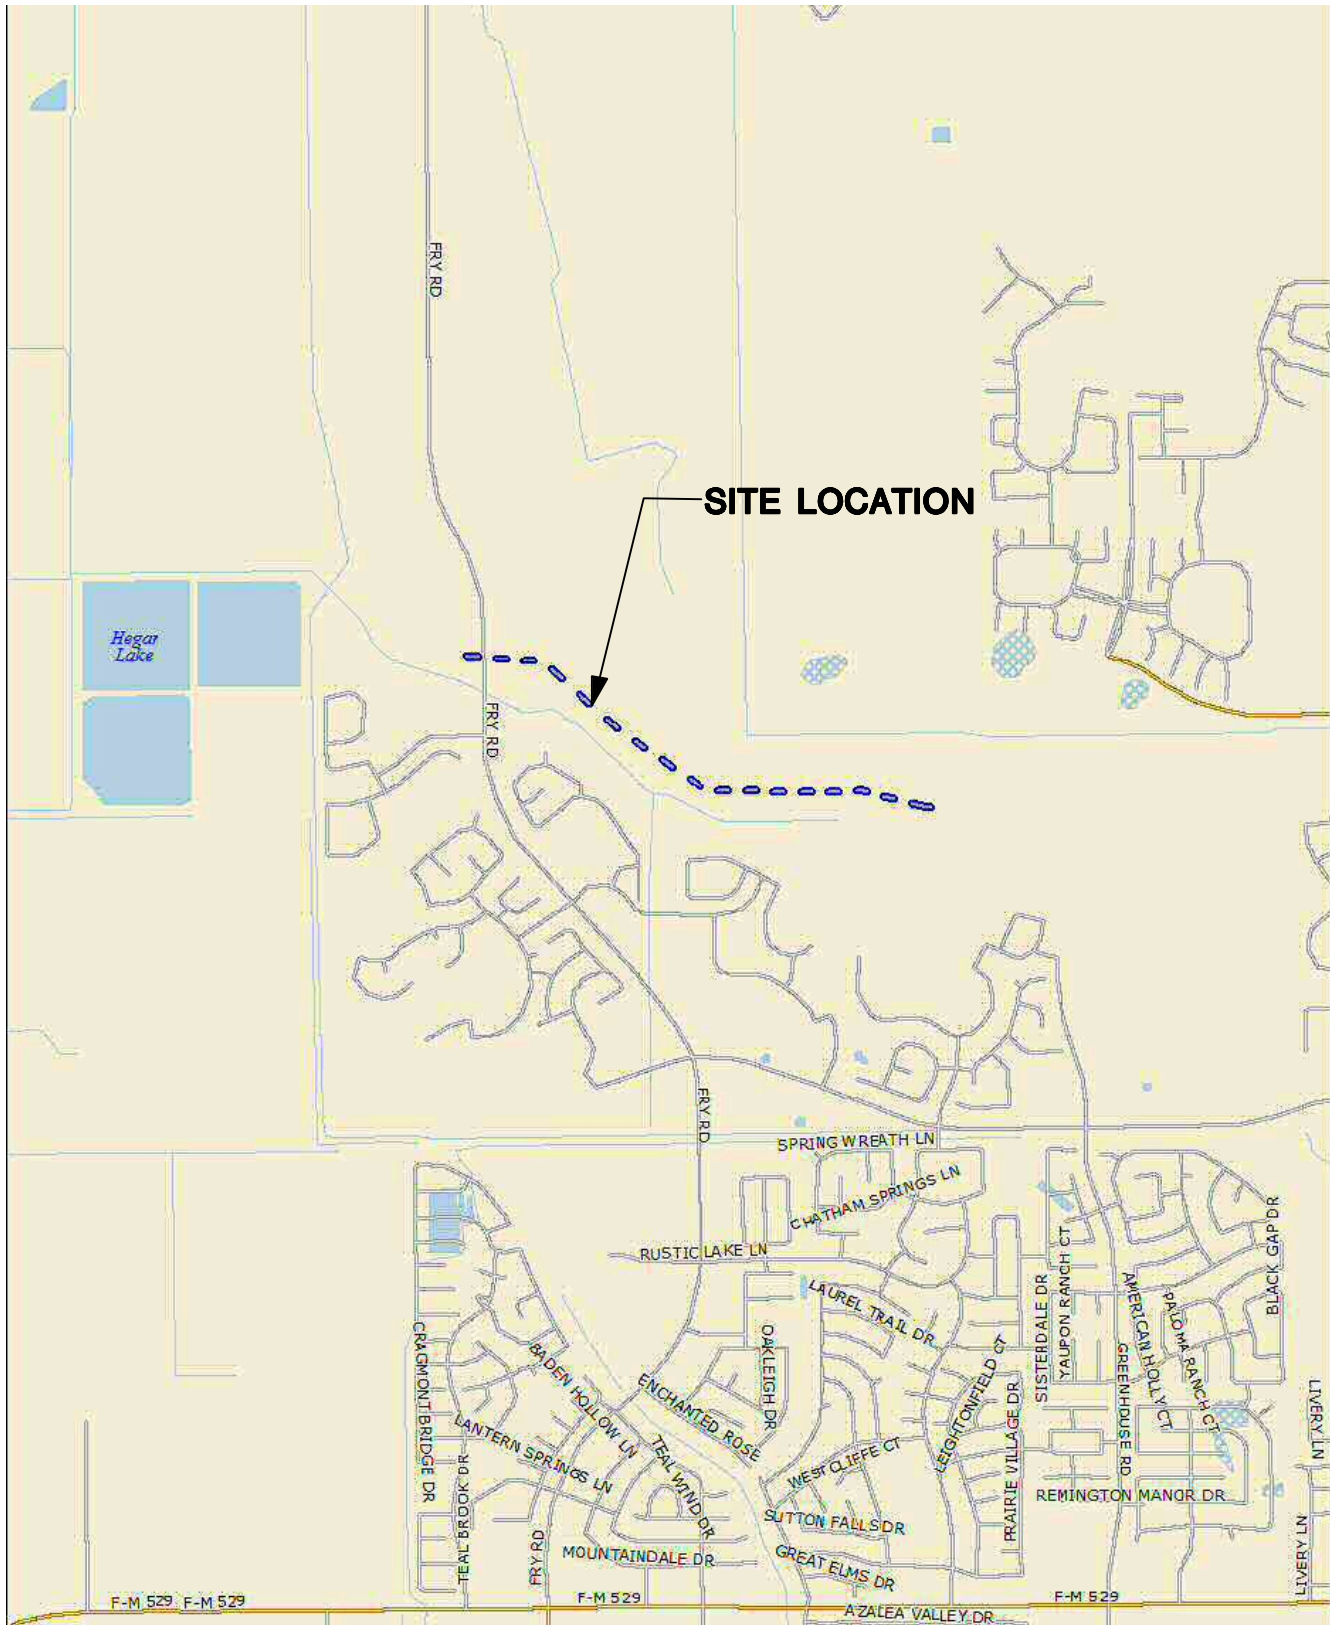 FRY RD
SITE LOCATION
Hegar
Lake
FRY RD
FRY RD
SPRING WREATH LN
CHATHAM SPRINGS LN
RUSTIC LAKE LN
LAUREL TRAIL DR
OAKLEIGH DR
SISTERDALE DR
YAUPON RANCH CT
AMERICAN HOLLY CT
PALOMA RANCH CT
BLACK GAP DR
GREENHOUSE RD
CRAGMONT BRIDGE DR
BADEN HOLLOW LN
ENCHANTED ROSE
LEIGHTONFIELD CT
PRAIRIE VILLAGE DR
LIVERY LN
LANTERN SPRINGS LN
TEAL BROOK DR
TEAL WIND DR
WESTCLIFFE CT
REMINGTON MANOR DR
SUTTON FALLS DR
FRY RD
MOUNTAINDALE DR
GREAT ELMS DR
LIVERY LN
F-M 529
F-M 529
F-M 529
F-M 529
AZALEA VALLEY DR